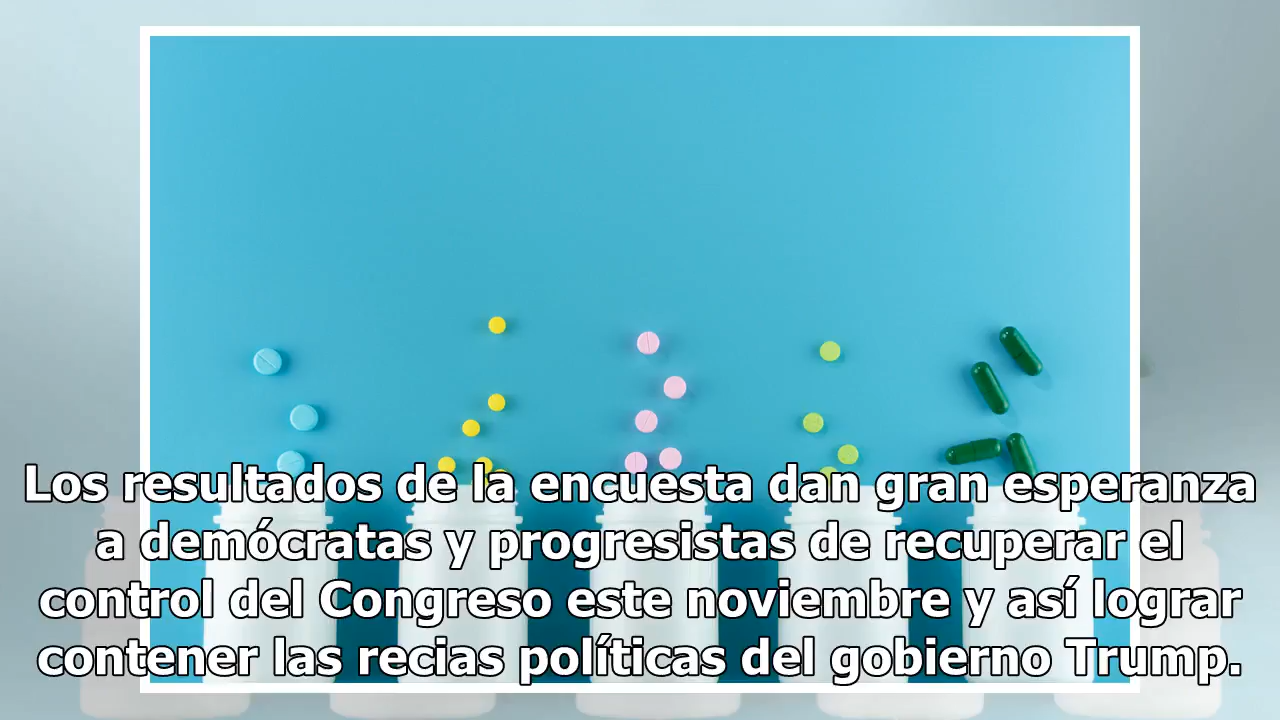 Los resultados de la encuesta dan gran esperanza
a demócratas y progresistas de recuperar el
control del Congreso este noviembre y así lograr
contener las recias políticas del gobierno Trump.